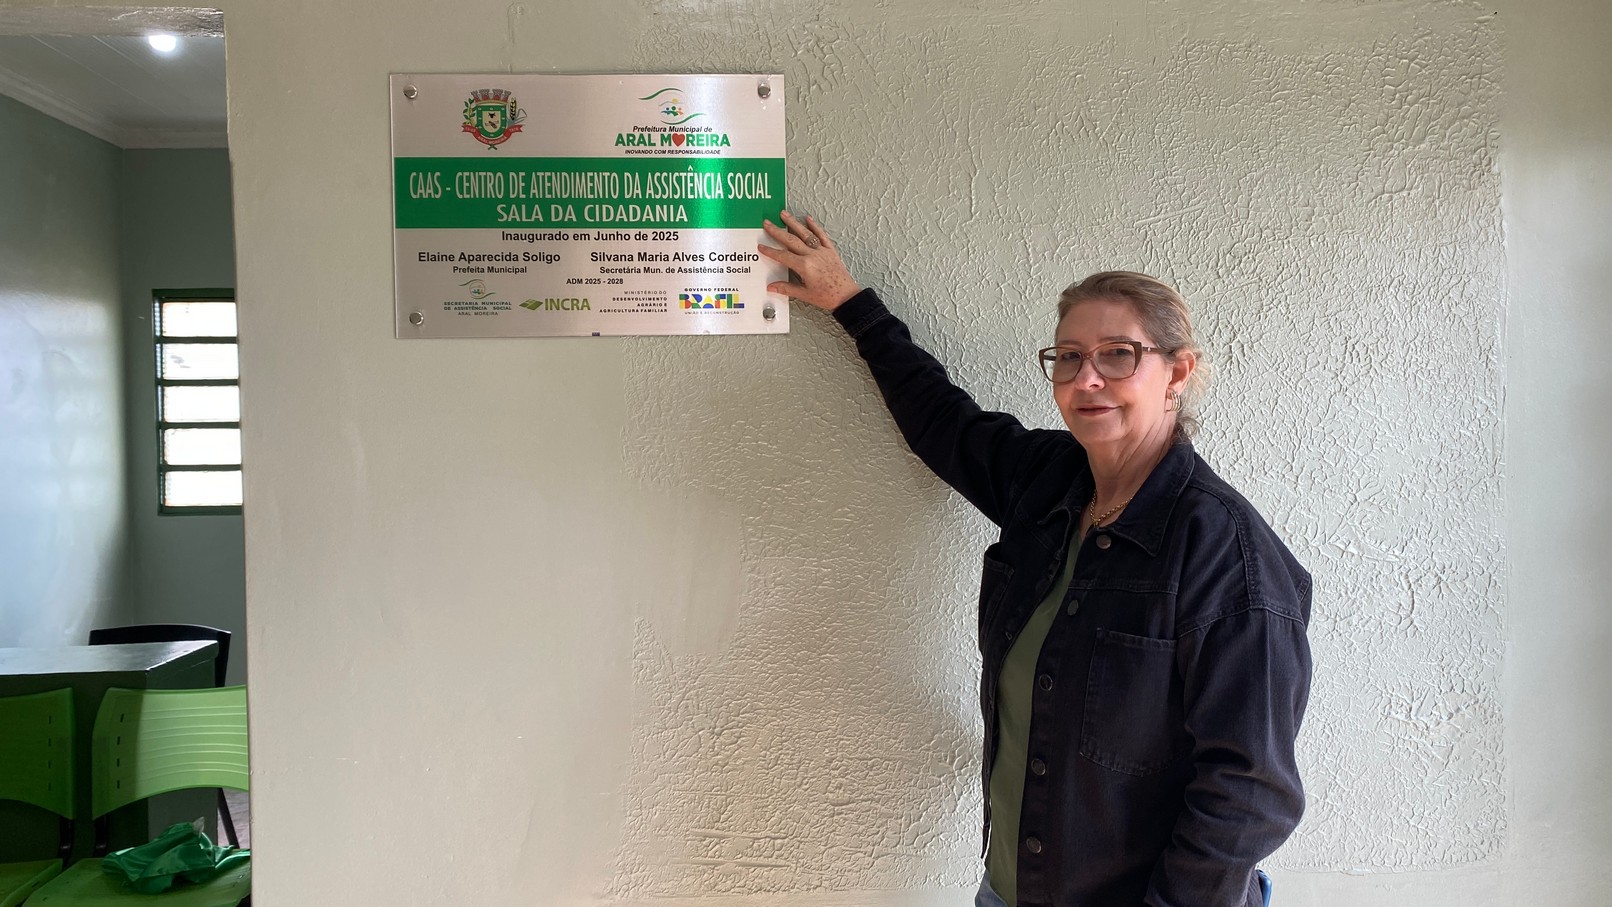 Prefeitura Municipal de
ARAL MOREIRA
INOVANDO COM RESPONSABILIDADE
CAAS - CENTRO DE ATENDIMENTO DA ASSISTÊNCIA SOCIAL
SALA DA CIDADANIA
Inaugurado em Junho de 2025
Elaine Aparecida Soligo
Prefeita Municipal
Silvana Maria Alves Cordeiro
Secretária Mun. de Assistência Social
ADM 2025 - 2028
SECRETARIA MUNICIPAL
DE ASSISTÊNCIA SOCIAL
ARAL MOREIRA
INCRA
MINISTÉRIO DO
DESENVOLVIMENTO
AGRÁRIO E
AGRICULTURA FAMILIAR
GOVERNO FEDERAL
BRASIL
UNIÃO E RECONSTRUÇÃO